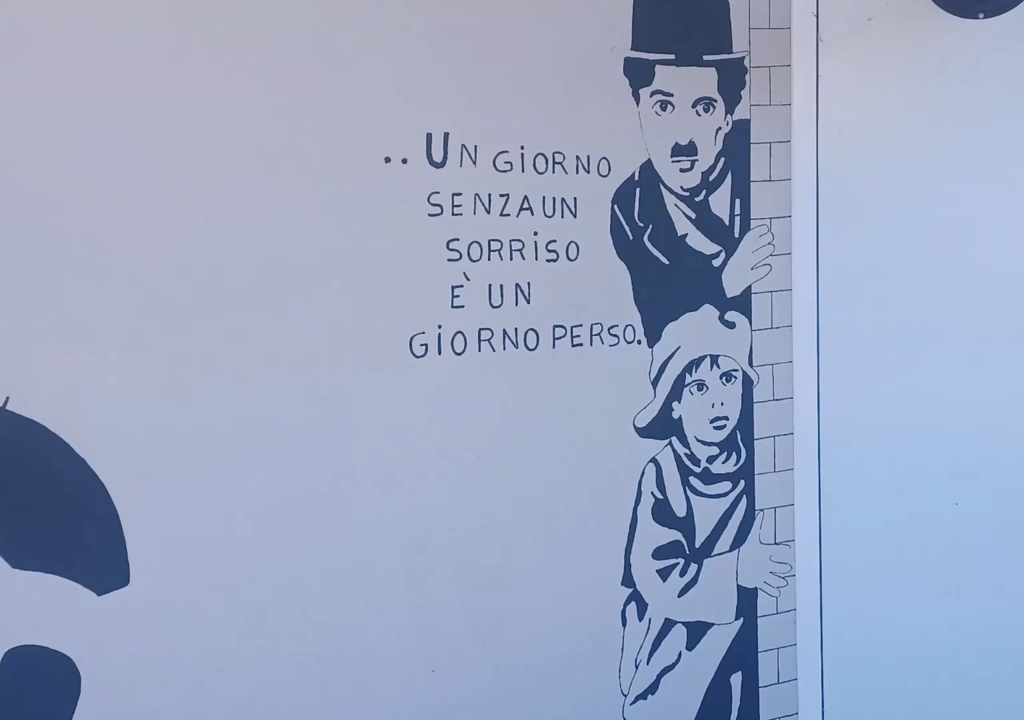 ..UN GIORNO
SENZA UN
SORRISO
È UN
GIORNO PERSO.